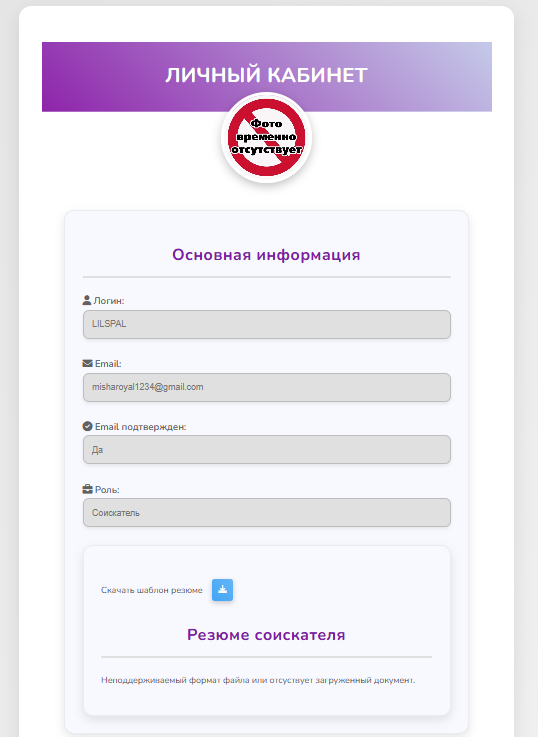 ЛИЧНЫЙ КАБИНЕТ
Фото
временно
отсутствует
Основная информация
Логин:
LILSPAL
Email:
misharoyal1234@gmail.com
Email подтвержден:
Да
Роль:
Соискатель
Скачать шаблон резюме
Резюме соискателя
Неподдерживаемый формат файла или отсуствует загруженный документ.